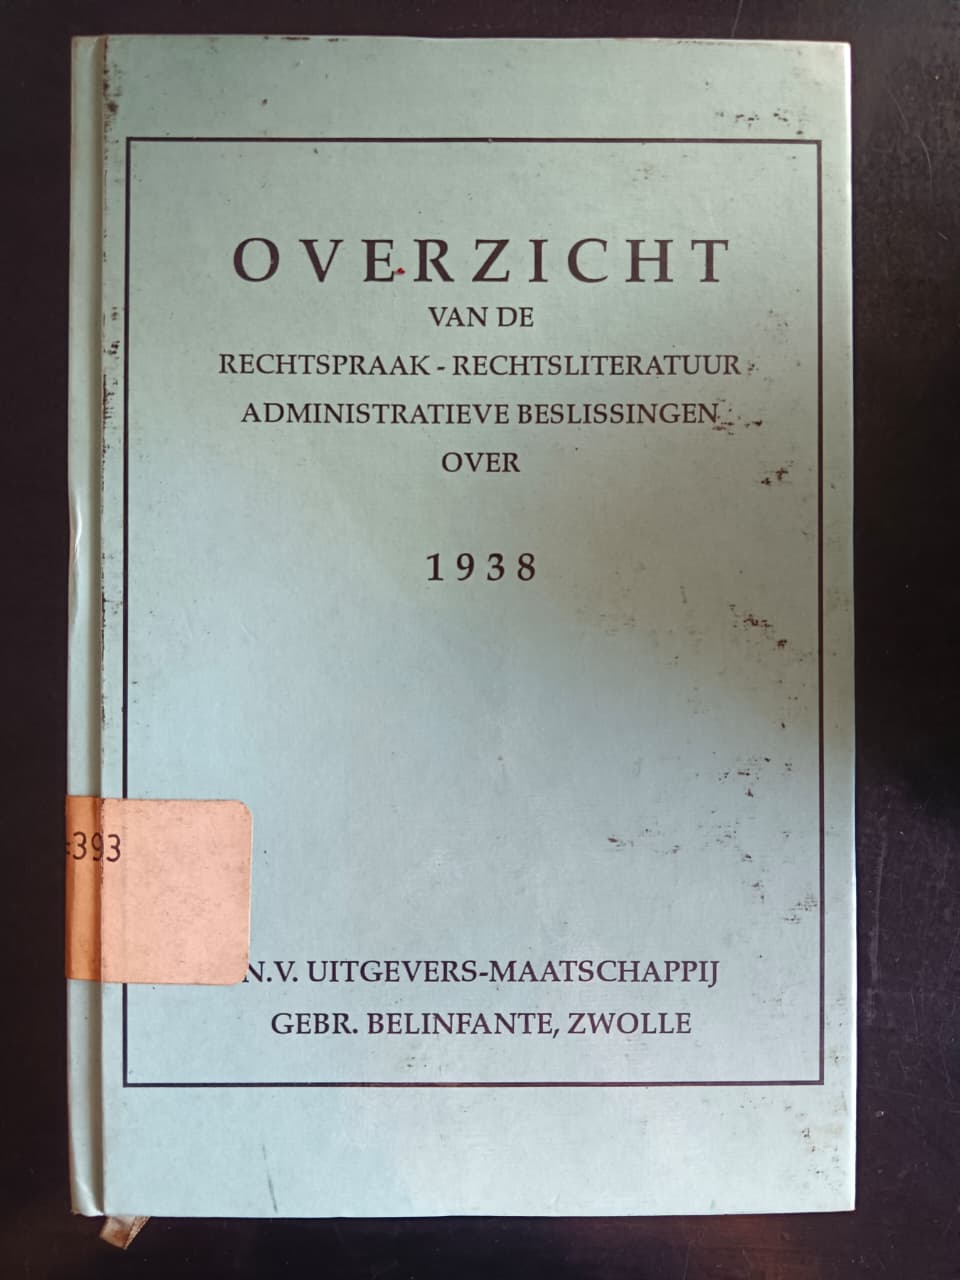 OVERZICHT
VAN DE
RECHTSPRAAK - RECHTSLITERATUUR
ADMINISTRATIEVE BESLISSINGEN
OVER
1938
393
N.V. UITGEVERS-MAATSCHAPPIJ
GEBR. BELINFANTE, ZWOLLE